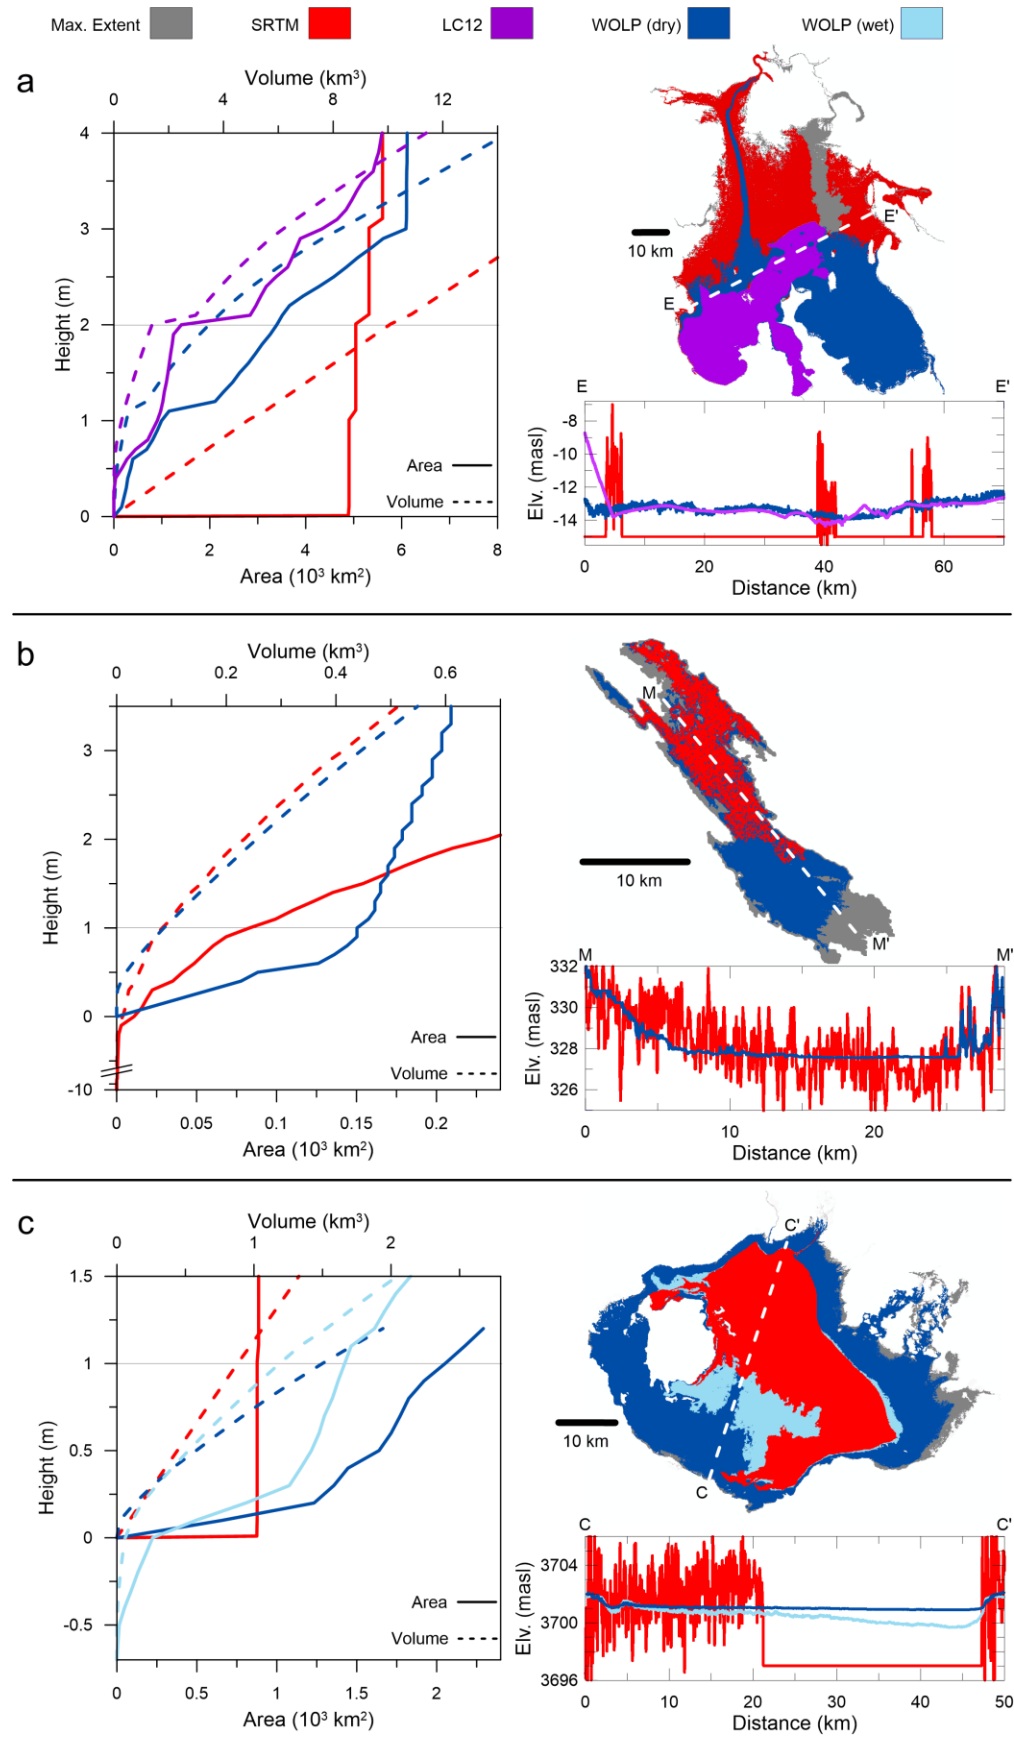 Max. Extent SRTM LC12 WOLP (dry) WOLP (wet)
a
Volume (km³)
0 4 8 12
4
3
2
1
0
Height (m)
Area
Volume
0 2 4 6 8
Area (10³ km²)
10 km
E
E'
E E'
-8
-10
-12
-14
Elv. (masl)
0 20 40 60
Distance (km)
b
Volume (km³)
0 0.2 0.4 0.6
3
2
1
0
-10
Height (m)
Area
Volume
0 0.05 0.1 0.15 0.2
Area (10³ km²)
M
10 km
M'
M M'
332
330
328
326
Elv. (masl)
0 10 20
Distance (km)
c
Volume (km³)
0 1 2
1.5
1
0.5
0
-0.5
Height (m)
Area
Volume
0 0.5 1 1.5 2
Area (10³ km²)
C'
10 km
C
C C'
3704
3700
3696
Elv. (masl)
0 10 20 30 40 50
Distance (km)